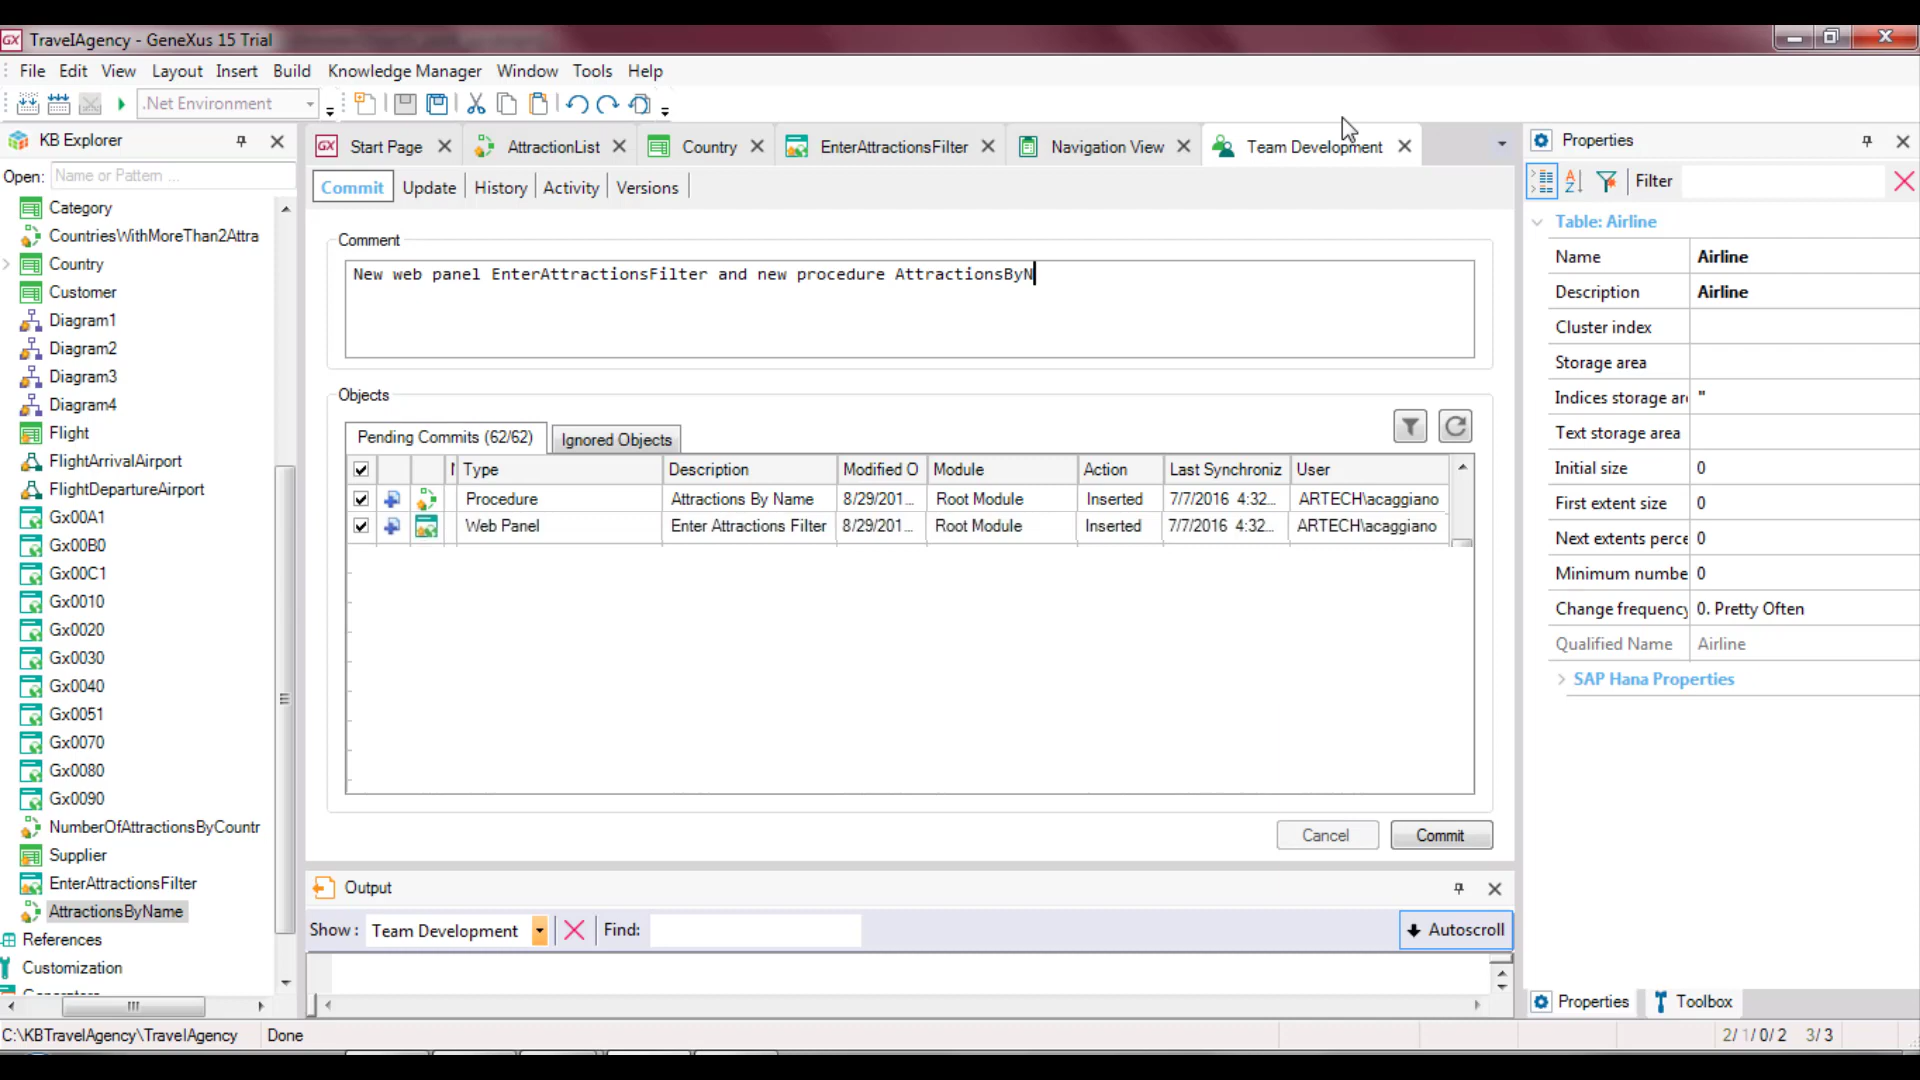 TravelAgency - GeneXus 15 Trial
File Edit View Layout Insert Build Knowledge Manager Window Tools Help
.Net Environment
KB Explorer
Open: Name or Pattern ...
Category
CountriesWithMoreThan2Attra
Country
Customer
Diagram1
Diagram2
Diagram3
Diagram4
Flight
FlightArrivalAirport
FlightDepartureAirport
Gx00A1
Gx00B0
Gx00C1
Gx0010
Gx0020
Gx0030
Gx0040
Gx0051
Gx0070
Gx0080
Gx0090
NumberOfAttractionsByCountr
Supplier
EnterAttractionsFilter
AttractionsByName
References
Customization
Start Page AttractionList Country EnterAttractionsFilter Navigation View Team Development
Commit Update History Activity Versions
Comment
New web panel EnterAttractionsFilter and new procedure AttractionsByN
Objects
Pending Commits (62/62) Ignored Objects
Type Description Modified O Module Action Last Synchroniz User
Procedure Attractions By Name 8/29/201... Root Module Inserted 7/7/2016 4:32... ARTECH\acaggiano
Web Panel Enter Attractions Filter 8/29/201... Root Module Inserted 7/7/2016 4:32... ARTECH\acaggiano
Cancel Commit
Output
Show : Team Development Find: Autoscroll
Properties
Filter
Table: Airline
Name Airline
Description Airline
Cluster index
Storage area
Indices storage are "
Text storage area
Initial size 0
First extent size 0
Next extents perce 0
Minimum numbe 0
Change frequency 0. Pretty Often
Qualified Name Airline
SAP Hana Properties
Properties Toolbox
C:\KBTravelAgency\TravelAgency Done 2/ 1/ 0/ 2 3/ 3